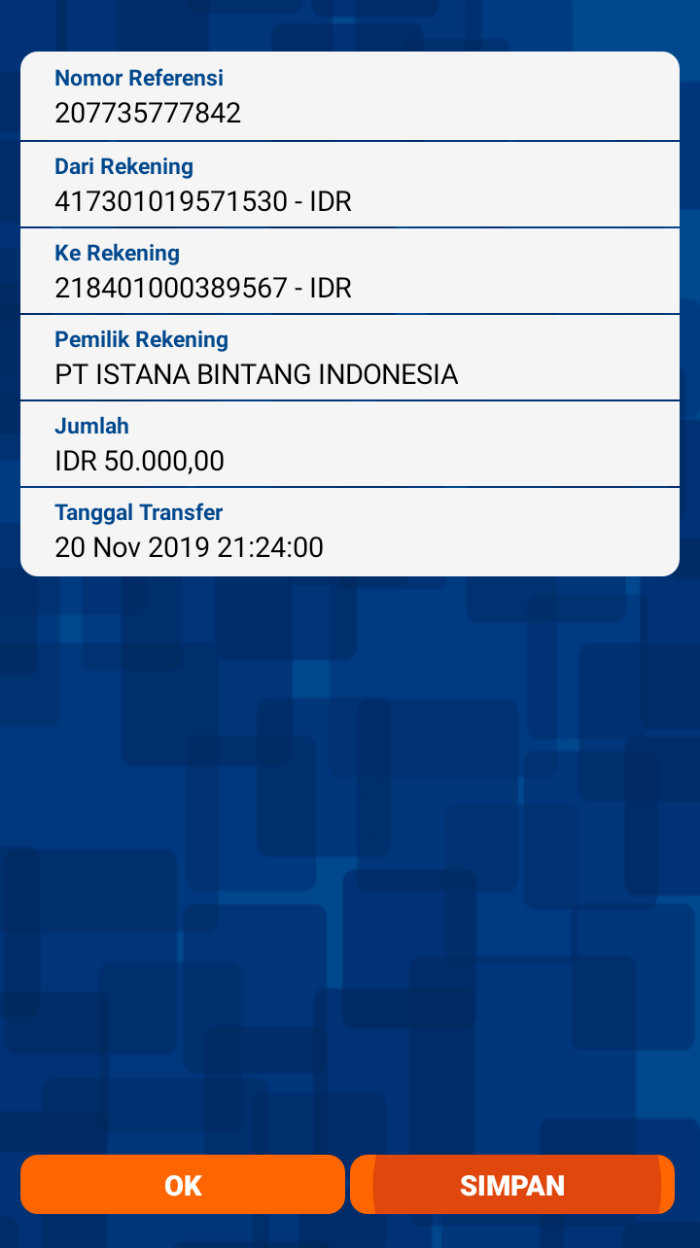 Nomor Referensi
207735777842
Dari Rekening
417301019571530 - IDR
Ke Rekening
218401000389567 - IDR
Pemilik Rekening
PT ISTANA BINTANG INDONESIA
Jumlah
IDR 50.000,00
Tanggal Transfer
20 Nov 2019 21:24:00
OK
SIMPAN